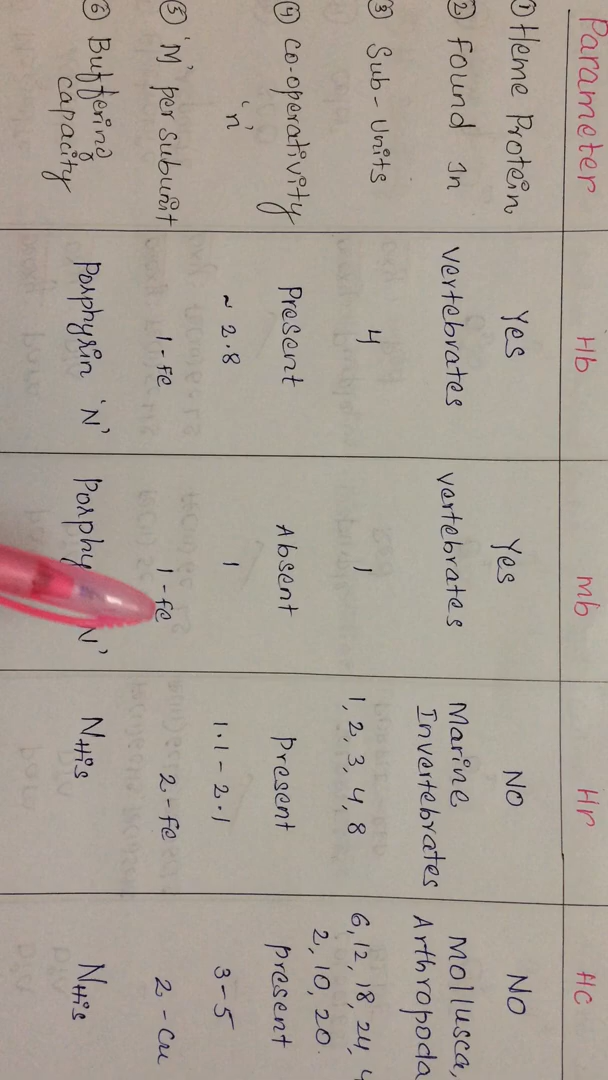 Parameter Hb Mb Hr Hc
① Heme Protein Yes Yes NO NO
② Found In vertebrates vertebrates Marine Invertebrates Mollusca, Arthropoda
③ Sub-Units 4 1 1, 2, 3, 4, 8 6, 12, 18, 24, 4 2, 10, 20.
④ Co-operativity Present Absent present present
'n' ~ 2.8 1 1.1 - 2.1 3-5
⑤ 'M' per subunit 1-fe 1-fe 2-fe 2-Cu
⑥ Buffering capacity Porphyrin 'N' N' NHis NHis